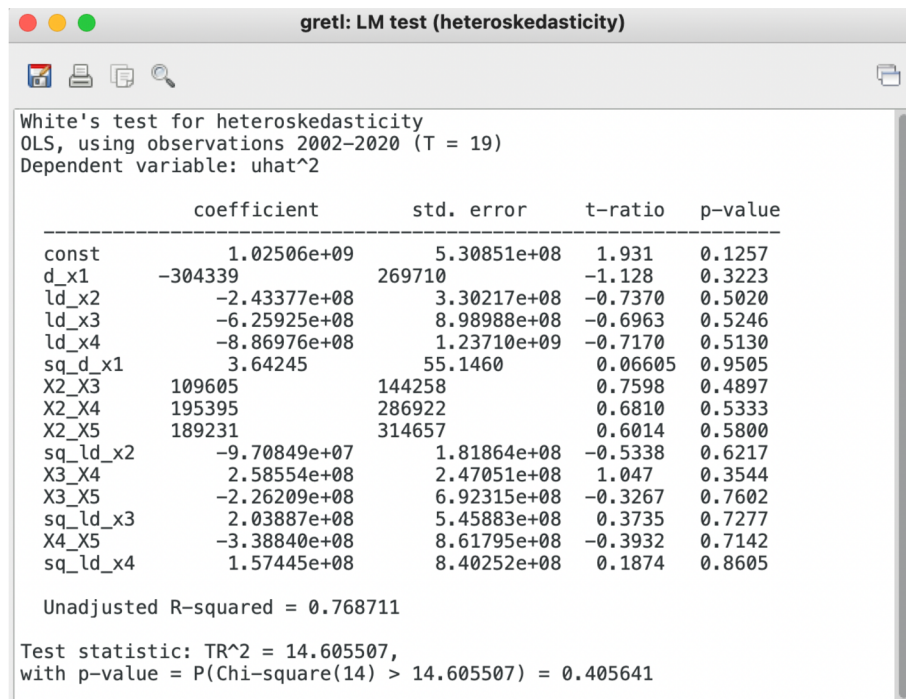 gretl: LM test (heteroskedasticity)
White's test for heteroskedasticity
OLS, using observations 2002-2020 (T = 19)
Dependent variable: uhat^2
coefficient std. error t-ratio p-value
const 1.02506e+09 5.30851e+08 1.931 0.1257
d_x1 -304339 269710 -1.128 0.3223
ld_x2 -2.43377e+08 3.30217e+08 -0.7370 0.5020
ld_x3 -6.25925e+08 8.98988e+08 -0.6963 0.5246
ld_x4 -8.86976e+08 1.23710e+09 -0.7170 0.5130
sq_d_x1 3.64245 55.1460 0.06605 0.9505
X2_X3 109605 144258 0.7598 0.4897
X2_X4 195395 286922 0.6810 0.5333
X2_X5 189231 314657 0.6014 0.5800
sq_ld_x2 -9.70849e+07 1.81864e+08 -0.5338 0.6217
X3_X4 2.58554e+08 2.47051e+08 1.047 0.3544
X3_X5 -2.26209e+08 6.92315e+08 -0.3267 0.7602
sq_ld_x3 2.03887e+08 5.45883e+08 0.3735 0.7277
X4_X5 -3.38840e+08 8.61795e+08 -0.3932 0.7142
sq_ld_x4 1.57445e+08 8.40252e+08 0.1874 0.8605
Unadjusted R-squared = 0.768711
Test statistic: TR^2 = 14.605507,
with p-value = P(Chi-square(14) > 14.605507) = 0.405641